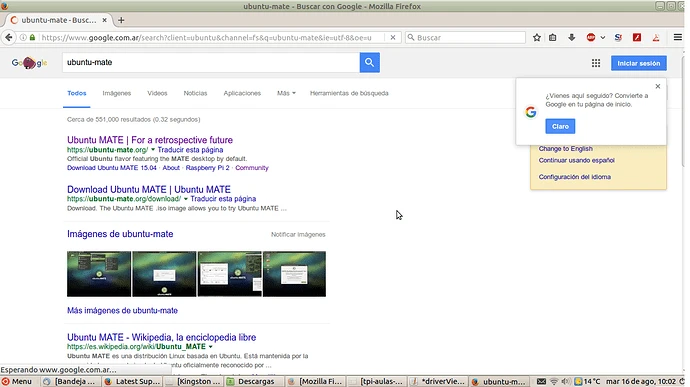 ubuntu-mate - Buscar con Google - Mozilla Firefox
ubuntu-mate - Busc...
https://www.google.com.ar/search?client=ubuntu&channel=fs&q=ubuntu-mate&ie=utf-8&oe=u
Buscar
ubuntu-mate
Iniciar sesión
Todos Imágenes Videos Noticias Aplicaciones Más Herramientas de búsqueda
¿Vienes aquí seguido? Convierte a
Google en tu página de inicio.
Claro
Cerca de 551,000 resultados (0.32 segundos)
Change to English
Continuar usando español
Configuración del idioma
Ubuntu MATE | For a retrospective future
https://ubuntu-mate.org/ Traducir esta página
Official Ubuntu flavor featuring the MATE desktop by default.
Download Ubuntu MATE 15.04 · About · Raspberry Pi 2 · Community
Download Ubuntu MATE | Ubuntu MATE
https://ubuntu-mate.org/download/ Traducir esta página
Download. The Ubuntu MATE .iso image allows you to try Ubuntu MATE ...
Imágenes de ubuntu-mate
Notificar imágenes
Más imágenes de ubuntu-mate
Ubuntu MATE - Wikipedia, la enciclopedia libre
https://es.wikipedia.org/wiki/Ubuntu_MATE
Ubuntu MATE es una distribución Linux basada en Ubuntu. Está mantenida por la
comunidad y es un sabor de Ubuntu oficialmente reconocido por ...
Esperando www.google.com.ar...
Menu [Bandeja Latest Sup... [Kingston Descargas [Mozilla Fi... [tpi-aulas-... *driverVie... ubuntu-m... 14 °C mar 16 de ago, 10:02